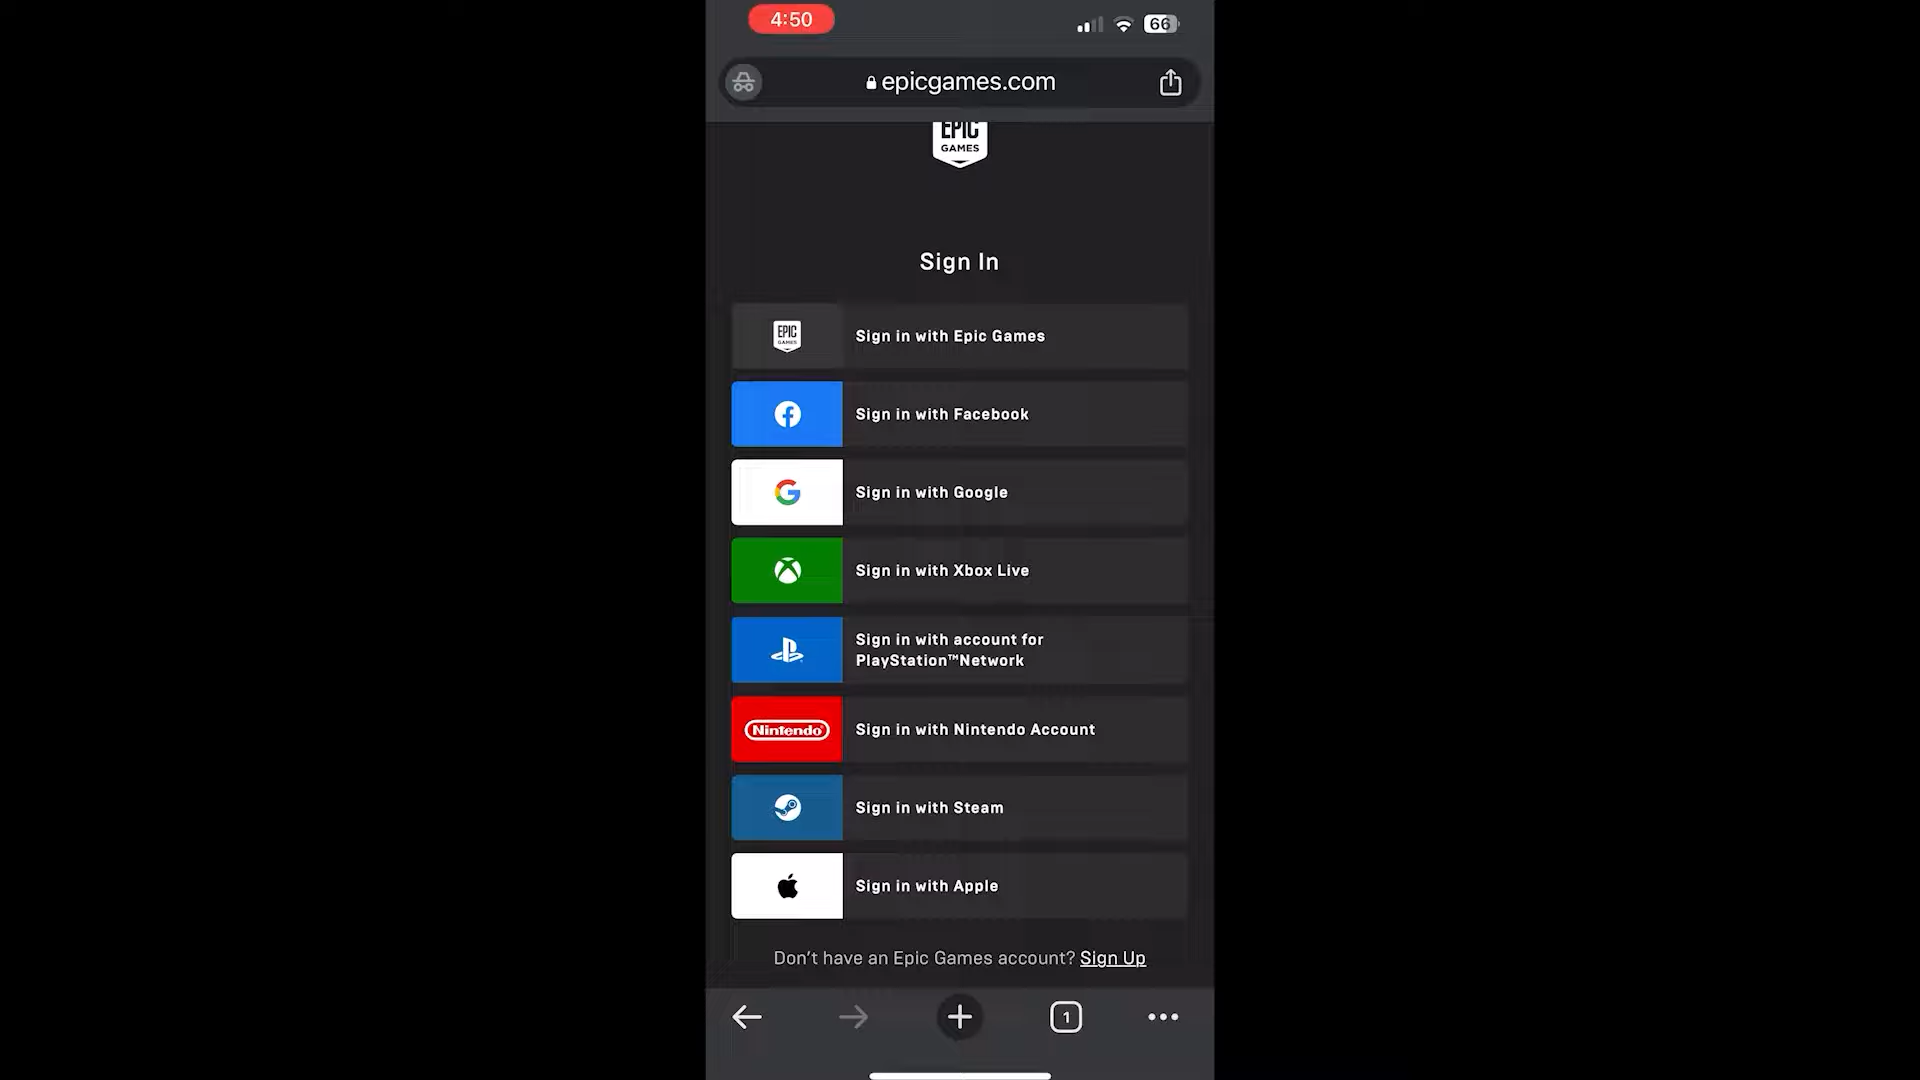 4:50
66
epicgames.com
EPIC
GAMES
Sign In
EPIC
GAMES
Sign in with Epic Games
Sign in with Facebook
Sign in with Google
Sign in with Xbox Live
Sign in with account for
PlayStation™Network
Nintendo
Sign in with Nintendo Account
Sign in with Steam
Sign in with Apple
Don't have an Epic Games account? Sign Up
1